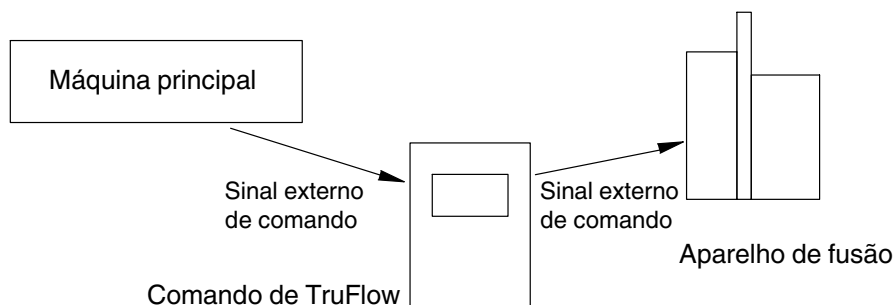 Máquina principal
Sinal externo
de comando
Sinal externo
de comando
Aparelho de fusão
Comando de TruFlow